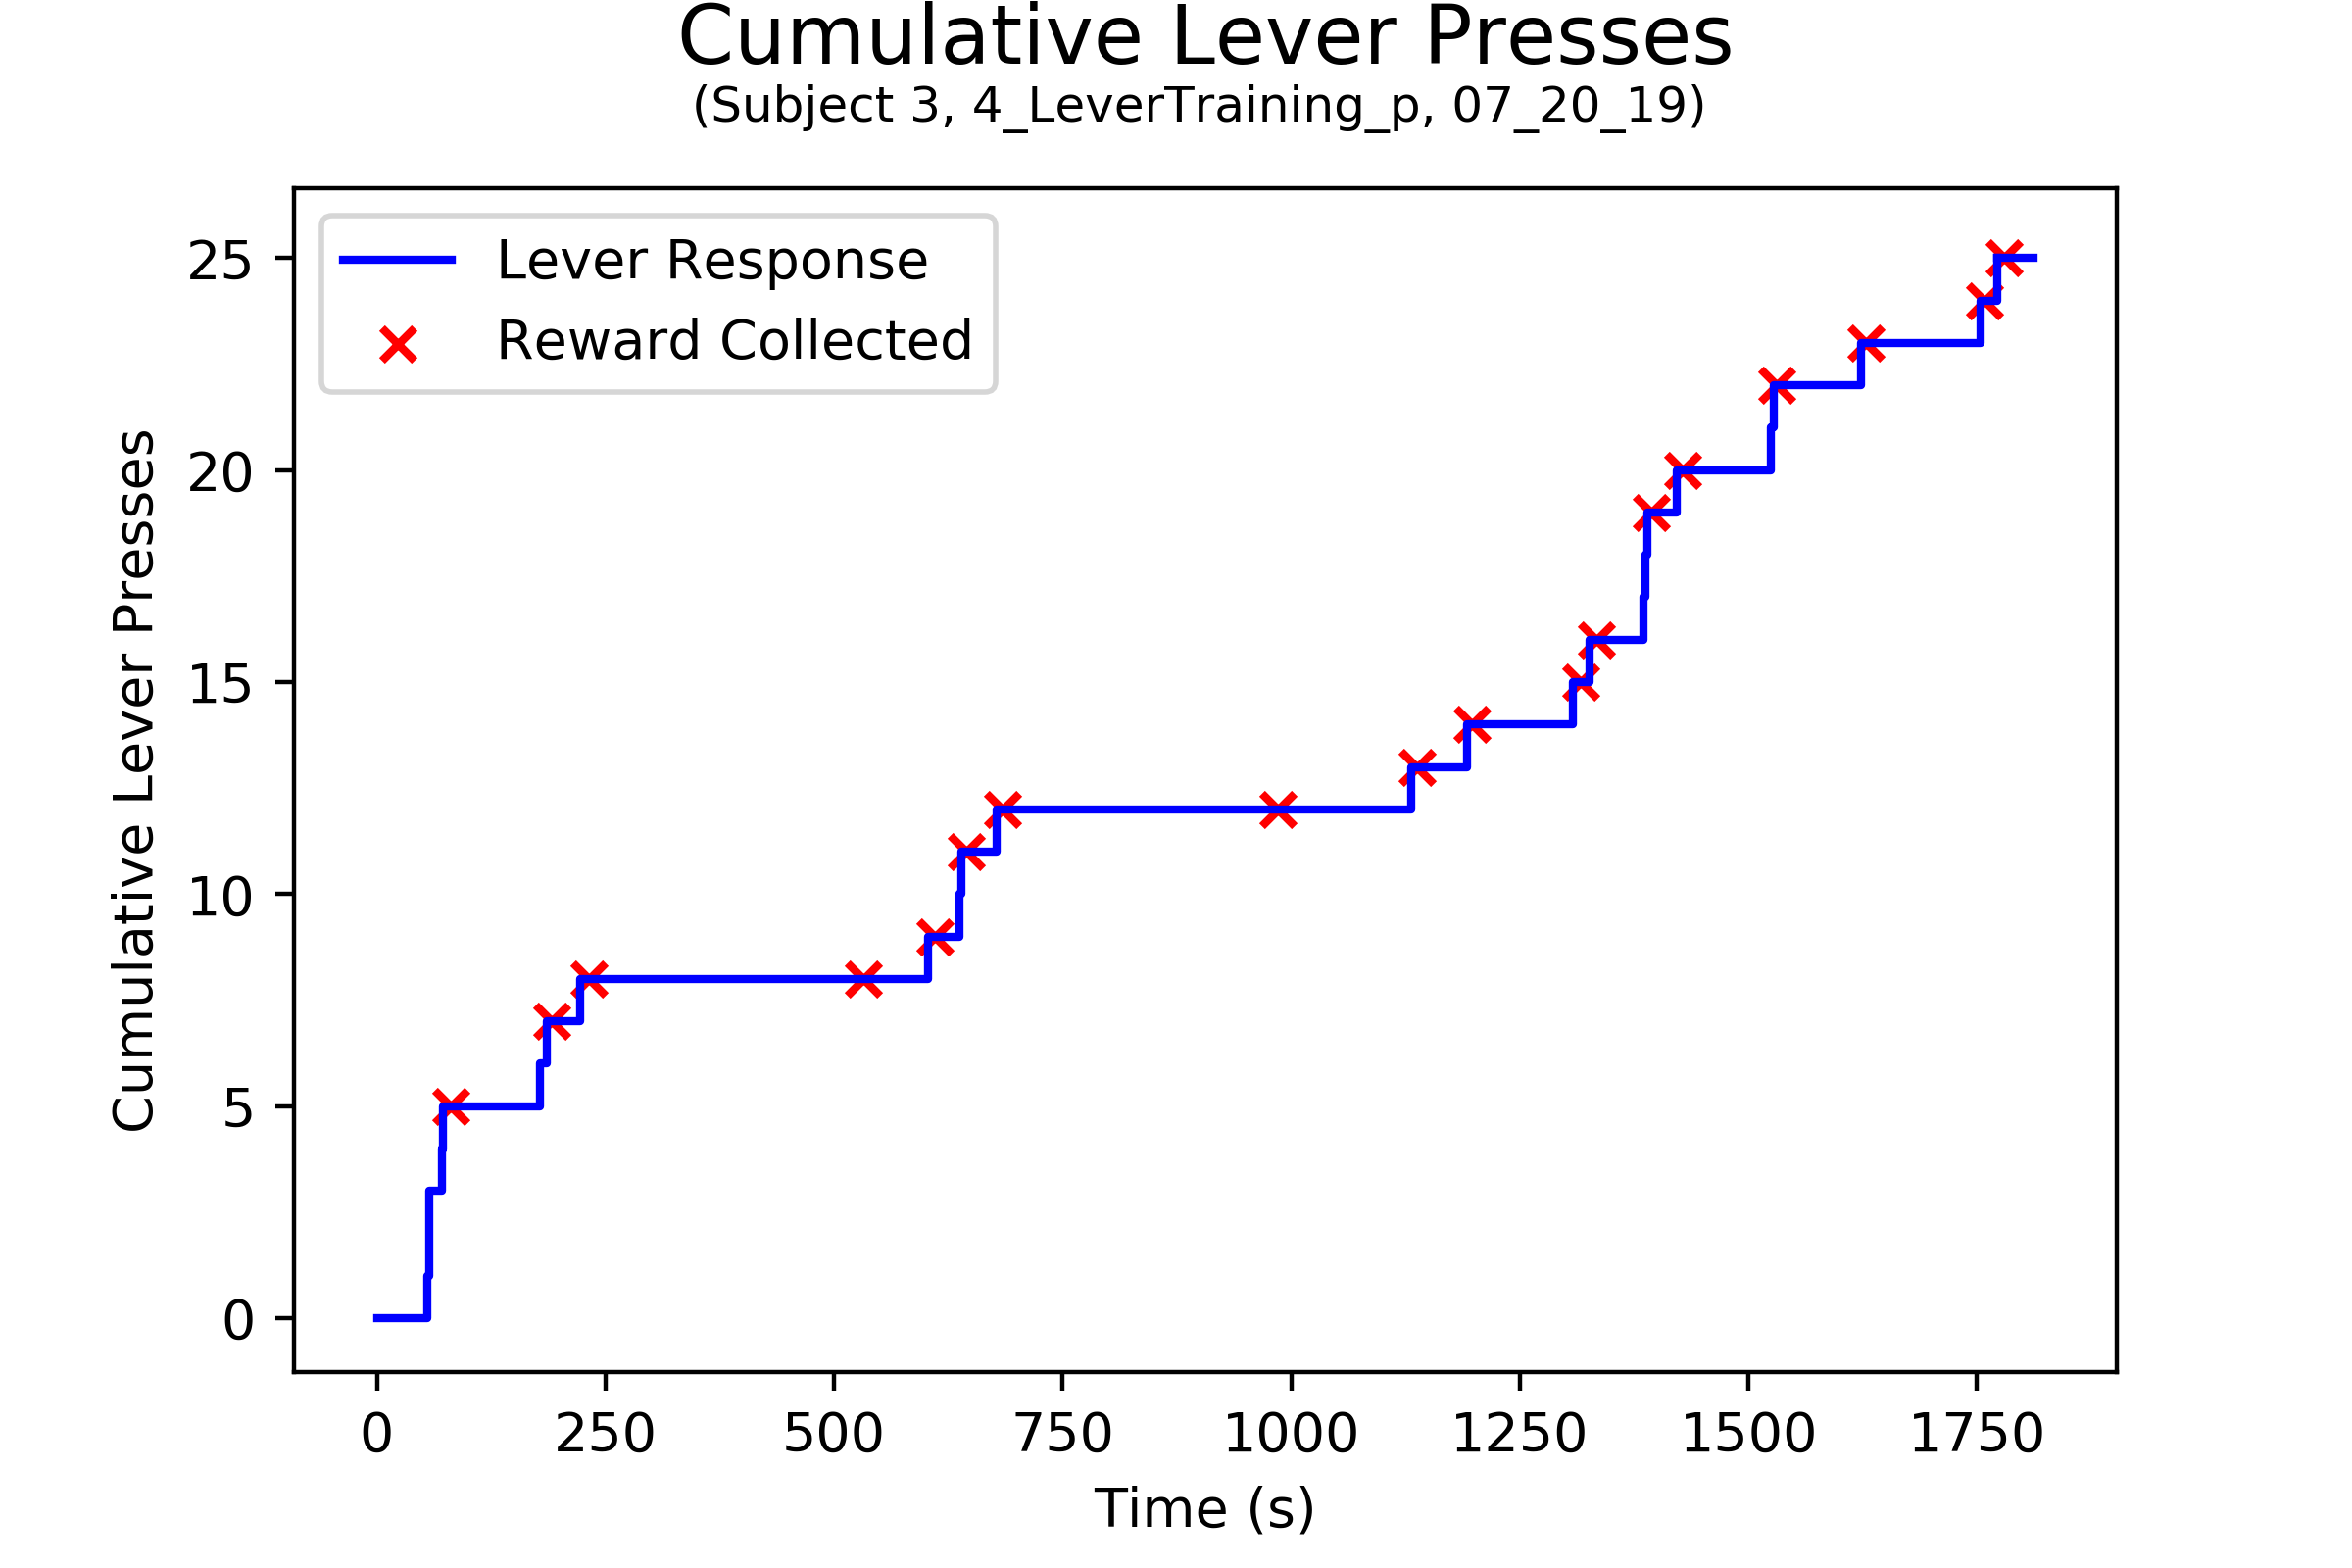 Cumulative Lever Presses
(Subject 3, 4_LeverTraining_p, 07_20_19)
Lever Response
Reward Collected
Cumulative Lever Presses
25
20
15
10
5
0
0 250 500 750 1000 1250 1500 1750
Time (s)